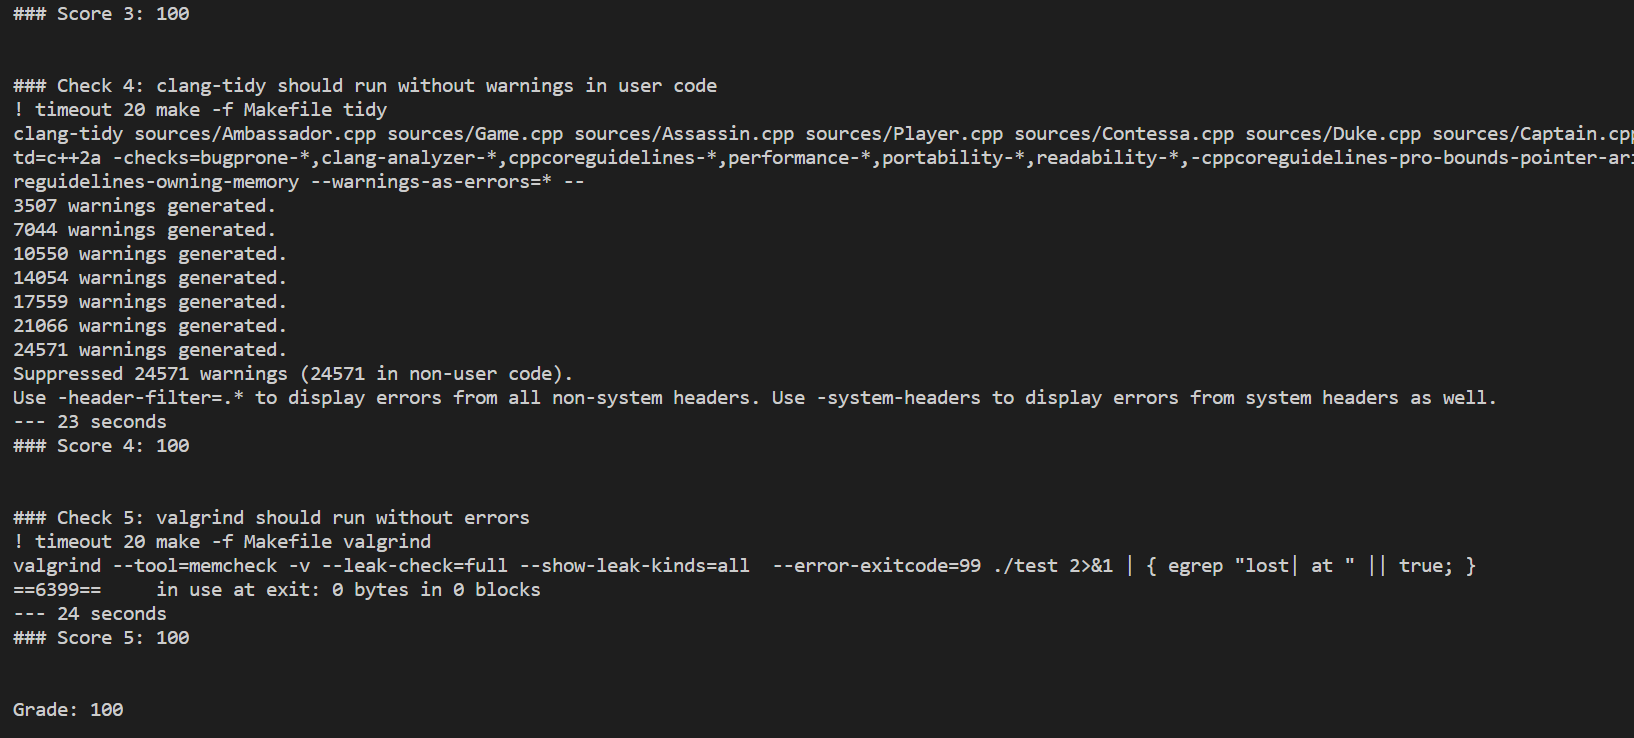 ### Score 3: 100
### Check 4: clang-tidy should run without warnings in user code
! timeout 20 make -f Makefile tidy
clang-tidy sources/Ambassador.cpp sources/Game.cpp sources/Assassin.cpp sources/Player.cpp sources/Contessa.cpp sources/Duke.cpp sources/Captain.cpp
td=c++2a -checks=bugprone-*,clang-analyzer-*,cppcoreguidelines-*,performance-*,portability-*,readability-*,-cppcoreguidelines-pro-bounds-pointer-ari
reguidelines-owning-memory --warnings-as-errors=* --
3507 warnings generated.
7044 warnings generated.
10550 warnings generated.
14054 warnings generated.
17559 warnings generated.
21066 warnings generated.
24571 warnings generated.
Suppressed 24571 warnings (24571 in non-user code).
Use -header-filter=.* to display errors from all non-system headers. Use -system-headers to display errors from system headers as well.
--- 23 seconds
### Score 4: 100
### Check 5: valgrind should run without errors
! timeout 20 make -f Makefile valgrind
valgrind --tool=memcheck -v --leak-check=full --show-leak-kinds=all  --error-exitcode=99 ./test 2>&1 | { egrep "lost| at " || true; }
==6399==     in use at exit: 0 bytes in 0 blocks
--- 24 seconds
### Score 5: 100
Grade: 100